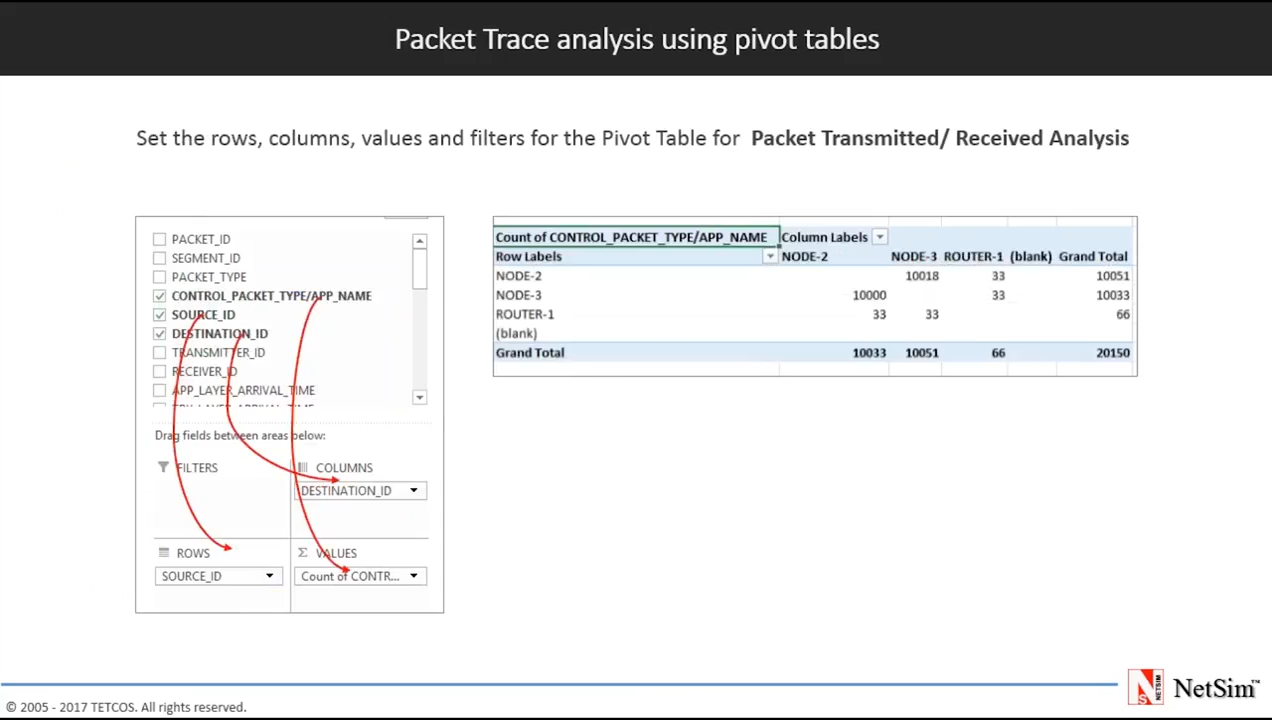 Packet Trace analysis using pivot tables
Set the rows, columns, values and filters for the Pivot Table for Packet Transmitted/ Received Analysis
PACKET_ID
SEGMENT_ID
PACKET_TYPE
CONTROL_PACKET_TYPE/APP_NAME
SOURCE_ID
DESTINATION_ID
TRANSMITTER_ID
RECEIVER_ID
APP_LAYER_ARRIVAL_TIME
Drag fields between areas below:
FILTERS
COLUMNS
DESTINATION_ID
ROWS
VALUES
SOURCE_ID
Count of CONTR...
Count of CONTROL_PACKET_TYPE/APP_NAME Column Labels
Row Labels NODE-2 NODE-3 ROUTER-1 (blank) Grand Total
NODE-2 10018 33 10051
NODE-3 10000 33 10033
ROUTER-1 33 33 66
(blank)
Grand Total 10033 10051 66 20150
© 2005 - 2017 TETCOS. All rights reserved.
NETSIM
NetSim™